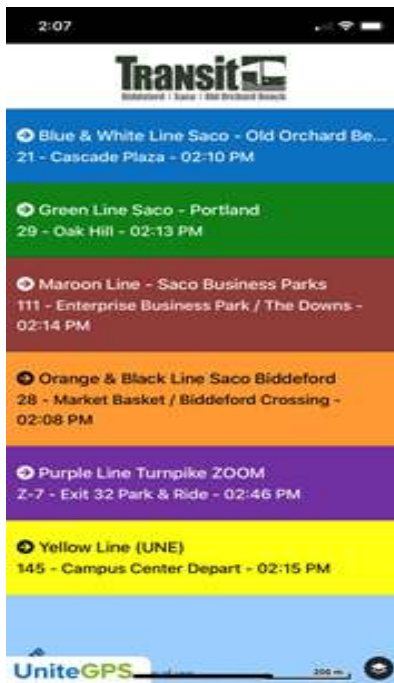 2:07
Transit
Biddeford | Saco | Old Orchard Beach
Blue & White Line Saco - Old Orchard Be...
21 - Cascade Plaza - 02:10 PM
Green Line Saco - Portland
29 - Oak Hill - 02:13 PM
Maroon Line - Saco Business Parks
111 - Enterprise Business Park / The Downs -
02:14 PM
Orange & Black Line Saco Biddeford
28 - Market Basket / Biddeford Crossing -
02:08 PM
Purple Line Turnpike ZOOM
Z-7 - Exit 32 Park & Ride - 02:46 PM
Yellow Line (UNE)
145 - Campus Center Depart - 02:15 PM
UniteGPS
200 m